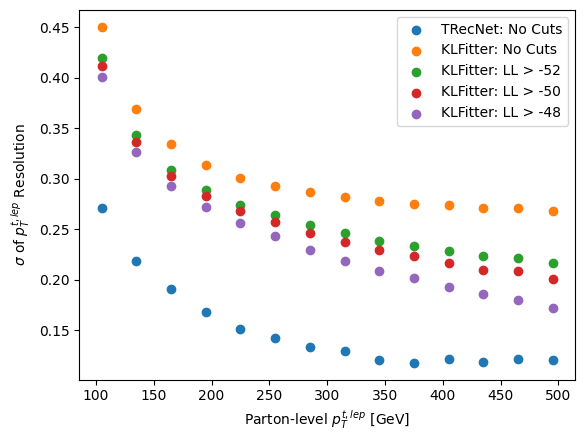 TRecNet: No Cuts
KLFitter: No Cuts
KLFitter: LL > -52
KLFitter: LL > -50
KLFitter: LL > -48
σ of p_T^{t,lep} Resolution
0.45
0.40
0.35
0.30
0.25
0.20
0.15
100 150 200 250 300 350 400 450 500
Parton-level p_T^{t,lep} [GeV]